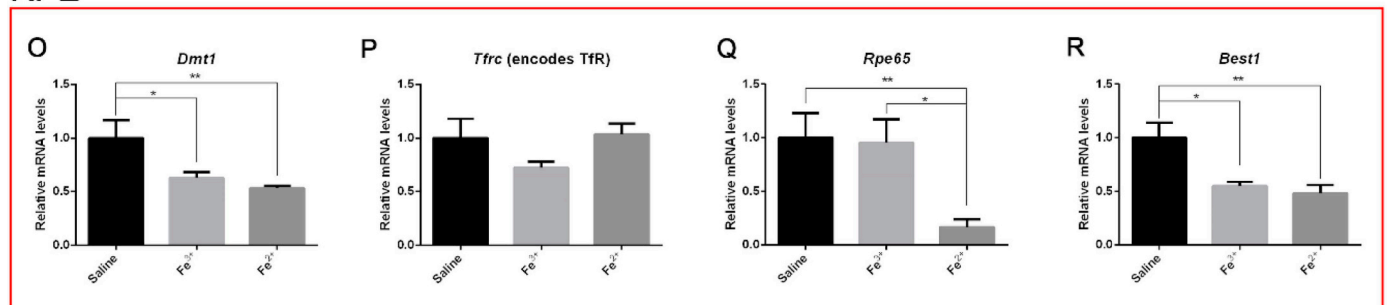 O
Dmt1
Relative mRNA levels
1.5
1.0
0.5
0.0
*
**
Saline
Fe3+
Fe2+
P
Tfrc (encodes TfR)
Relative mRNA levels
1.5
1.0
0.5
0.0
Saline
Fe3+
Fe2+
Q
Rpe65
Relative mRNA levels
1.5
1.0
0.5
0.0
**
*
Saline
Fe3+
Fe2+
R
Best1
Relative mRNA levels
1.5
1.0
0.5
0.0
**
*
Saline
Fe3+
Fe2+